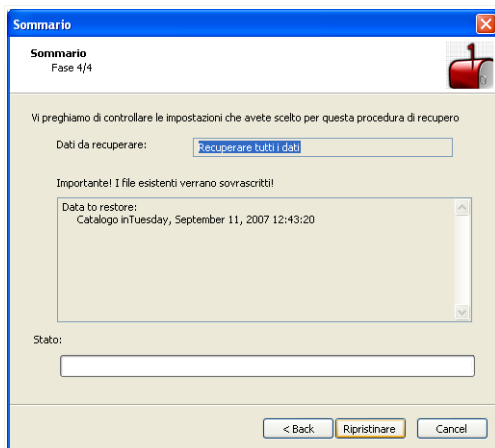 Sommario
Sommario
Fase 4/4
Vi preghiamo di controllare le impostazioni che avete scelto per questa procedura di recupero
Dati da recuperare:
Recuperare tutti i dati
Importante! I file esistenti verrano sovrascritti!
Data to restore:
Catalogo inTuesday, September 11, 2007 12:43:20
Stato:
< Back
Ripristinare
Cancel